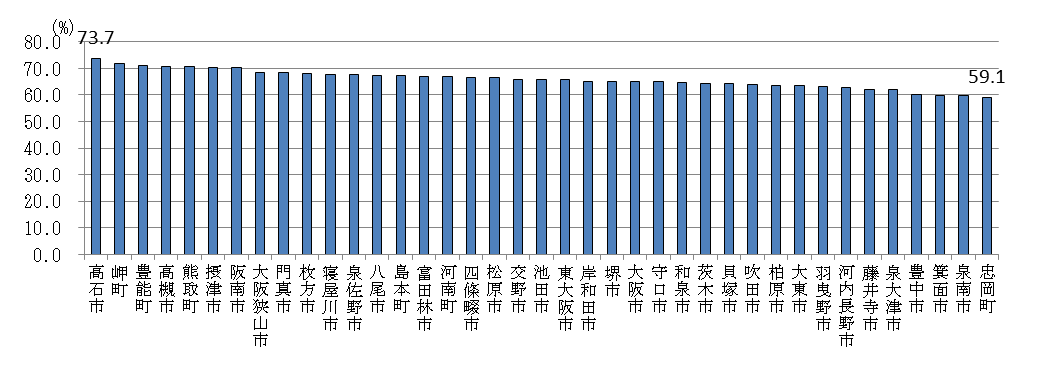 (%)
73.7
80.0
70.0
60.0
50.0
40.0
30.0
20.0
10.0
0.0
59.1
高石市
岬町
豊能町
高槻市
熊取町
摂津市
阪南市
大阪狭山市
門真市
枚方市
寝屋川市
泉佐野市
八尾市
島本町
富田林市
河南町
四條畷市
松原市
交野市
池田市
東大阪市
岸和田市
堺市
大阪市
守口市
和泉市
茨木市
貝塚市
吹田市
柏原市
大東市
羽曳野市
河内長野市
藤井寺市
泉大津市
豊中市
箕面市
泉南市
忠岡町